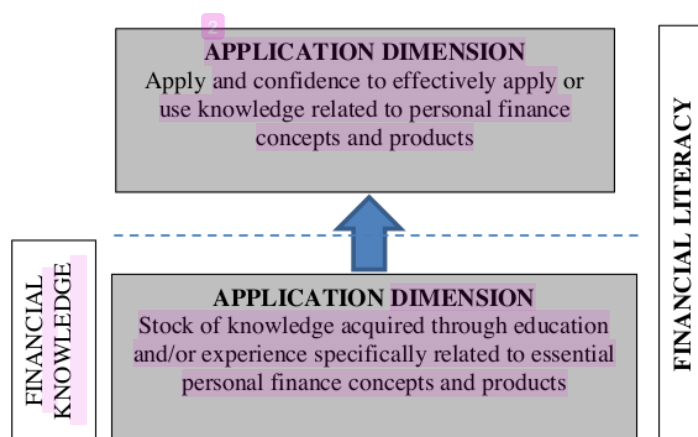 2
APPLICATION DIMENSION
Apply and confidence to effectively apply or
use knowledge related to personal finance
concepts and products
FINANCIAL LITERACY
FINANCIAL
KNOWLEDGE
APPLICATION DIMENSION
Stock of knowledge acquired through education
and/or experience specifically related to essential
personal finance concepts and products